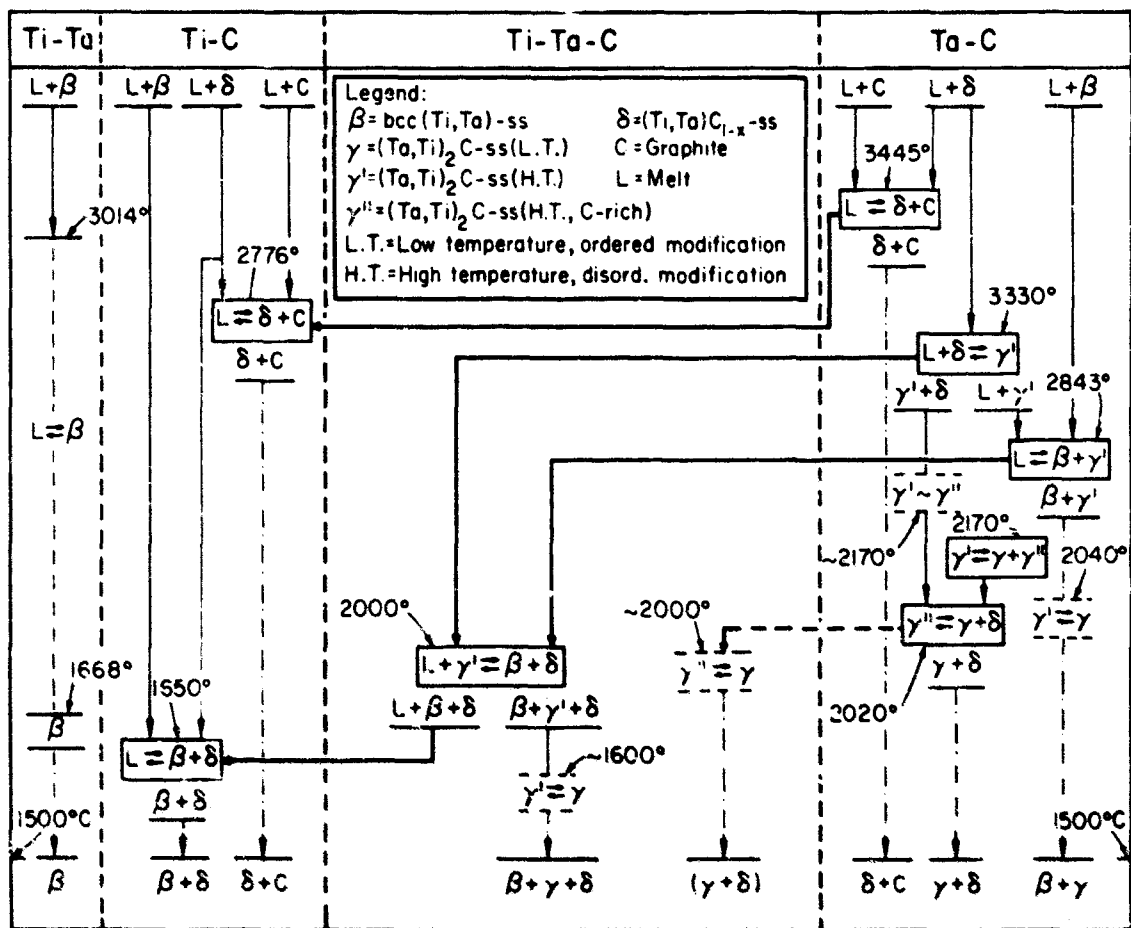 Ti-Ta
Ti-C
Ti-Ta-C
Ta-C
L+β
L+β
L+δ
L+C
Legend:
β=bcc(Ti,Ta)-ss
δ=(Ti,Ta)C₁₋ₓ-ss
γ=(Ta,Ti)₂C-ss(L.T.)
C=Graphite
γ'=(Ta,Ti)₂C-ss(H.T.)
L=Melt
γ"=(Ta,Ti)₂C-ss(H.T., C-rich)
L.T.=Low temperature, ordered modification
H.T.=High temperature, disord. modification
L+C
L+δ
L+β
3445°
L⇌δ+C
δ+C
3014°
2776°
L⇌δ+C
δ+C
3330°
L+δ⇌γ'
γ'+δ
L+γ'
2843°
L⇌β
L⇌β+γ'
β+γ'
γ'~γ"
~2170°
2170°
γ'⇌γ+γ"
2040°
γ'⇌γ
2000°
L+γ'⇌β+δ
~2000°
γ"⇌γ
γ"⇌γ+δ
γ+δ
2020°
1668°
β
1650°
L⇌β+δ
β+δ
L+β+δ
β+γ'+δ
~1600°
γ'⇌γ
1500°C
1500°C
β
β+δ
δ+C
β+γ+δ
(γ+δ)
δ+C
γ+δ
β+γ